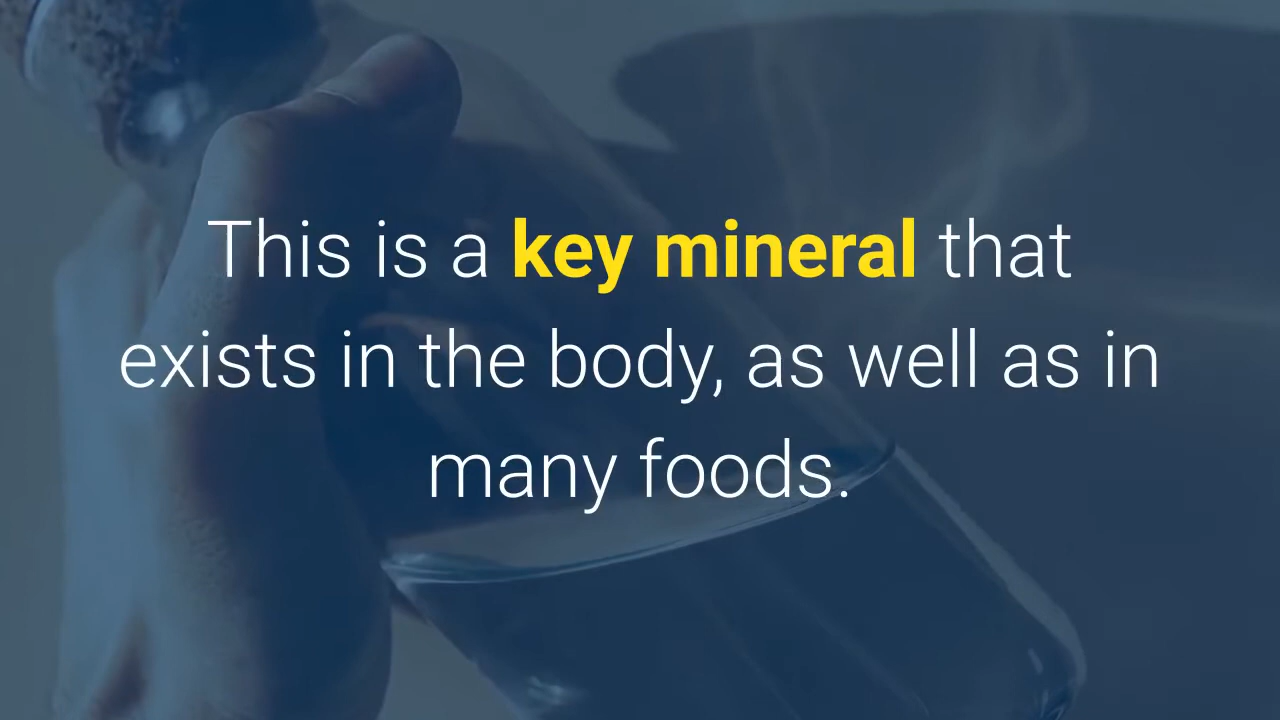 This is a key mineral that
exists in the body, as well as in
many foods.